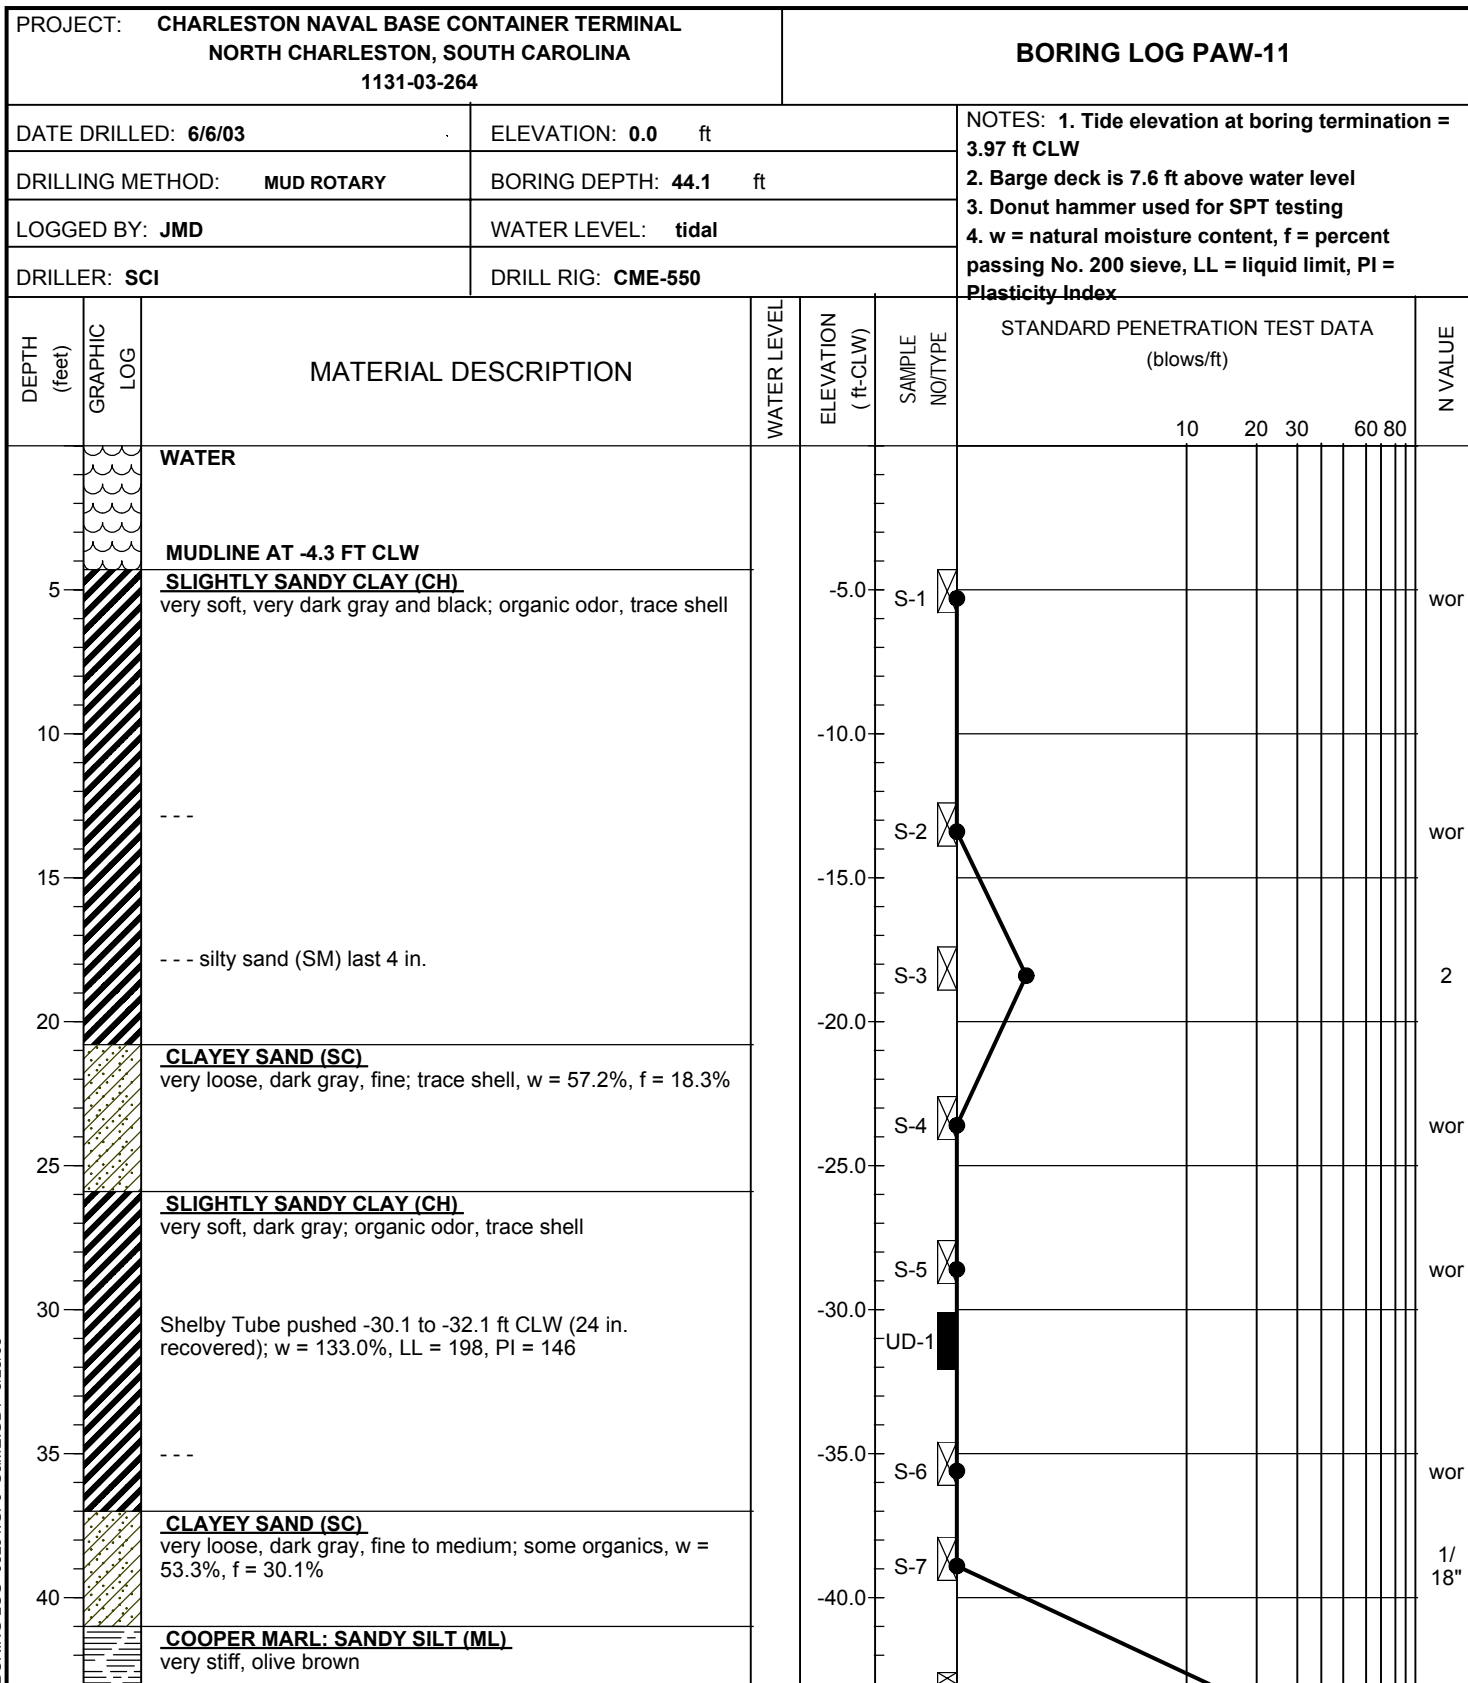 PROJECT: CHARLESTON NAVAL BASE CONTAINER TERMINAL
NORTH CHARLESTON, SOUTH CAROLINA
1131-03-264
BORING LOG PAW-11
DATE DRILLED: 6/6/03
ELEVATION: 0.0 ft
DRILLING METHOD: MUD ROTARY
BORING DEPTH: 44.1 ft
LOGGED BY: JMD
WATER LEVEL: tidal
DRILLER: SCI
DRILL RIG: CME-550
NOTES: 1. Tide elevation at boring termination =
3.97 ft CLW
2. Barge deck is 7.6 ft above water level
3. Donut hammer used for SPT testing
4. w = natural moisture content, f = percent
passing No. 200 sieve, LL = liquid limit, PI =
Plasticity Index
DEPTH
(feet)
GRAPHIC
LOG
MATERIAL DESCRIPTION
WATER LEVEL
ELEVATION
( ft-CLW)
SAMPLE
NO/TYPE
STANDARD PENETRATION TEST DATA
(blows/ft)
10 20 30 60 80
N VALUE
WATER
MUDLINE AT -4.3 FT CLW
SLIGHTLY SANDY CLAY (CH)
5 -5.0 S-1 wor
very soft, very dark gray and black; organic odor, trace shell
10 -10.0
- - -
S-2 wor
15 -15.0
- - - silty sand (SM) last 4 in.
S-3 2
20 -20.0
CLAYEY SAND (SC)
very loose, dark gray, fine; trace shell, w = 57.2%, f = 18.3%
S-4 wor
25 -25.0
SLIGHTLY SANDY CLAY (CH)
very soft, dark gray; organic odor, trace shell
S-5 wor
30 -30.0
Shelby Tube pushed -30.1 to -32.1 ft CLW (24 in.
recovered); w = 133.0%, LL = 198, PI = 146
UD-1
35 - - - -35.0
S-6 wor
CLAYEY SAND (SC)
very loose, dark gray, fine to medium; some organics, w =
53.3%, f = 30.1%
S-7 1/
18"
40 -40.0
COOPER MARL: SANDY SILT (ML)
very stiff, olive brown